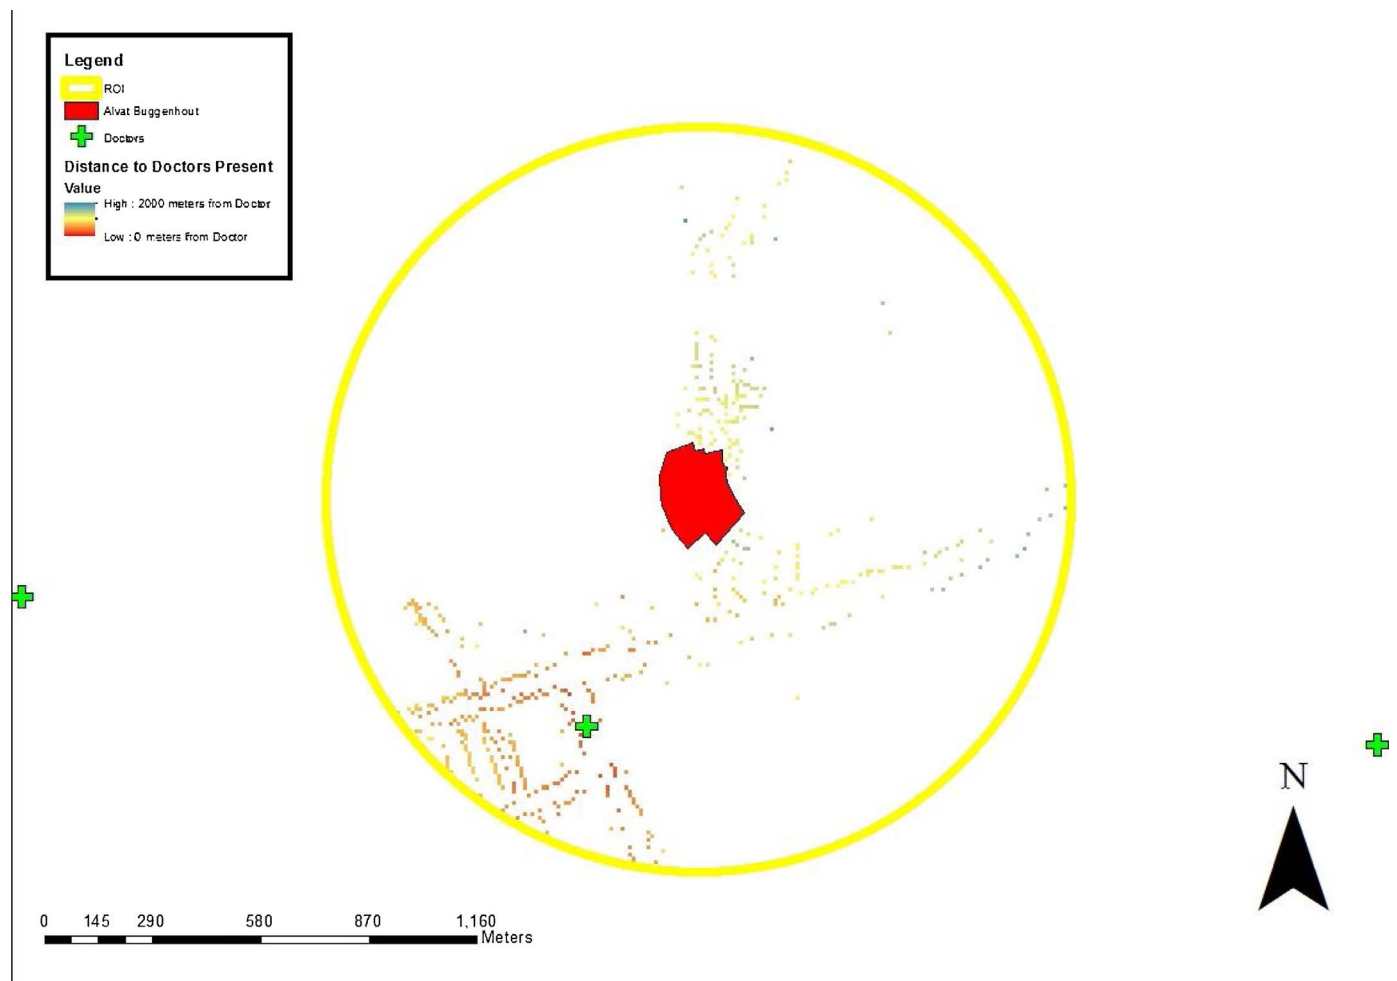 Legend
ROI
Alvat Buggenhout
Doctors
Distance to Doctors Present
Value
High : 2000 meters from Doctor
Low : 0 meters from Doctor
N
0 145 290 580 870 1,160
Meters